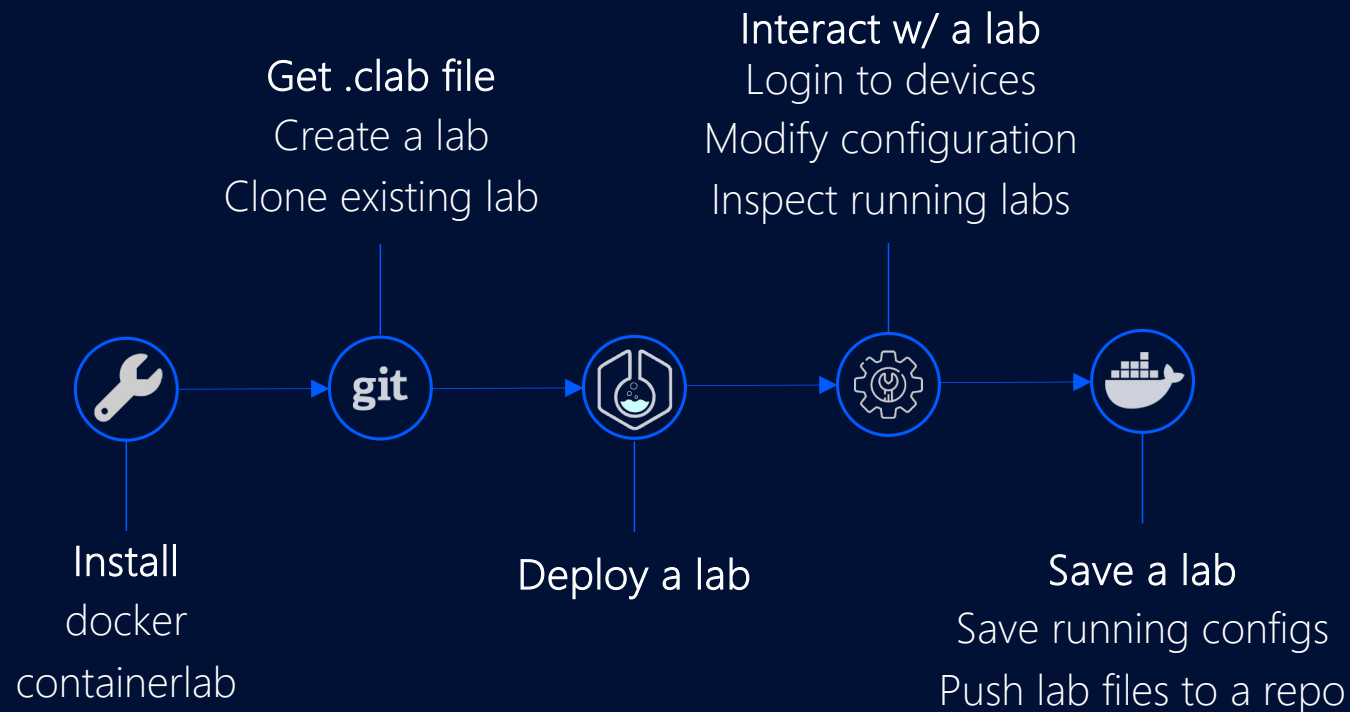 Install
docker
containerlab
Get .clab file
Create a lab
Clone existing lab
git
Deploy a lab
Interact w/ a lab
Login to devices
Modify configuration
Inspect running labs
Save a lab
Save running configs
Push lab files to a repo